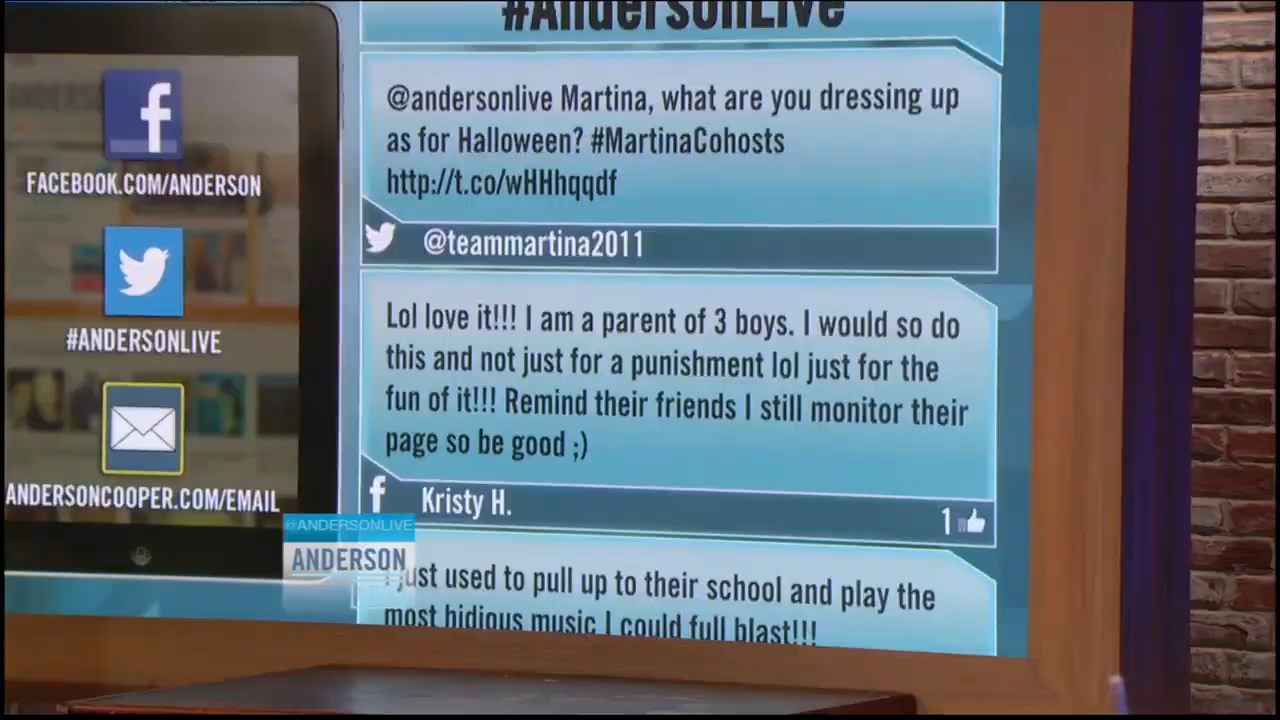 #AndersonLive
@andersonlive Martina, what are you dressing up
as for Halloween? #MartinaCohosts
http://t.co/wHHhqqdf
@teammartina2011
Lol love it!!! I am a parent of 3 boys. I would so do
this and not just for a punishment lol just for the
fun of it!!! Remind their friends I still monitor their
page so be good ;)
Kristy H.
1
I just used to pull up to their school and play the
most hidious music I could full blast!!!
f
FACEBOOK.COM/ANDERSON
#ANDERSONLIVE
ANDERSONCOOPER.COM/EMAIL
@ANDERSONLIVE
ANDERSON